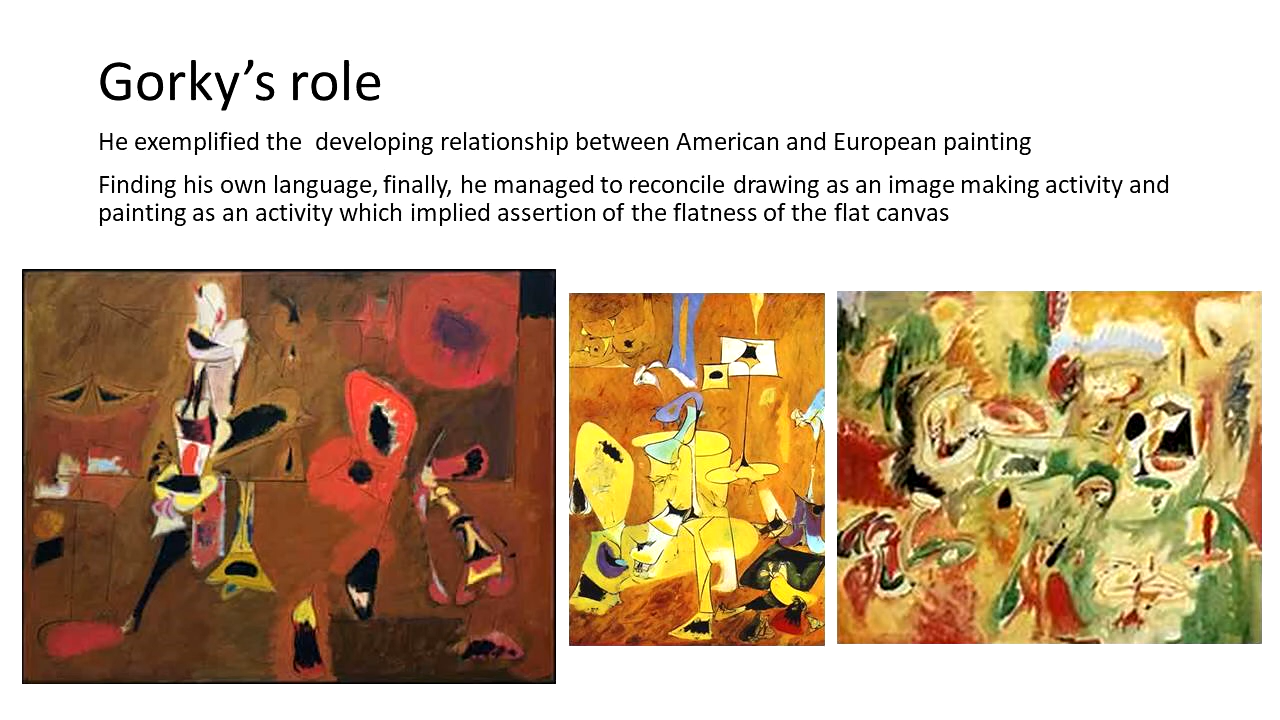 Gorky’s role
He exemplified the  developing relationship between American and European painting
Finding his own language, finally, he managed to reconcile drawing as an image making activity and
painting as an activity which implied assertion of the flatness of the flat canvas